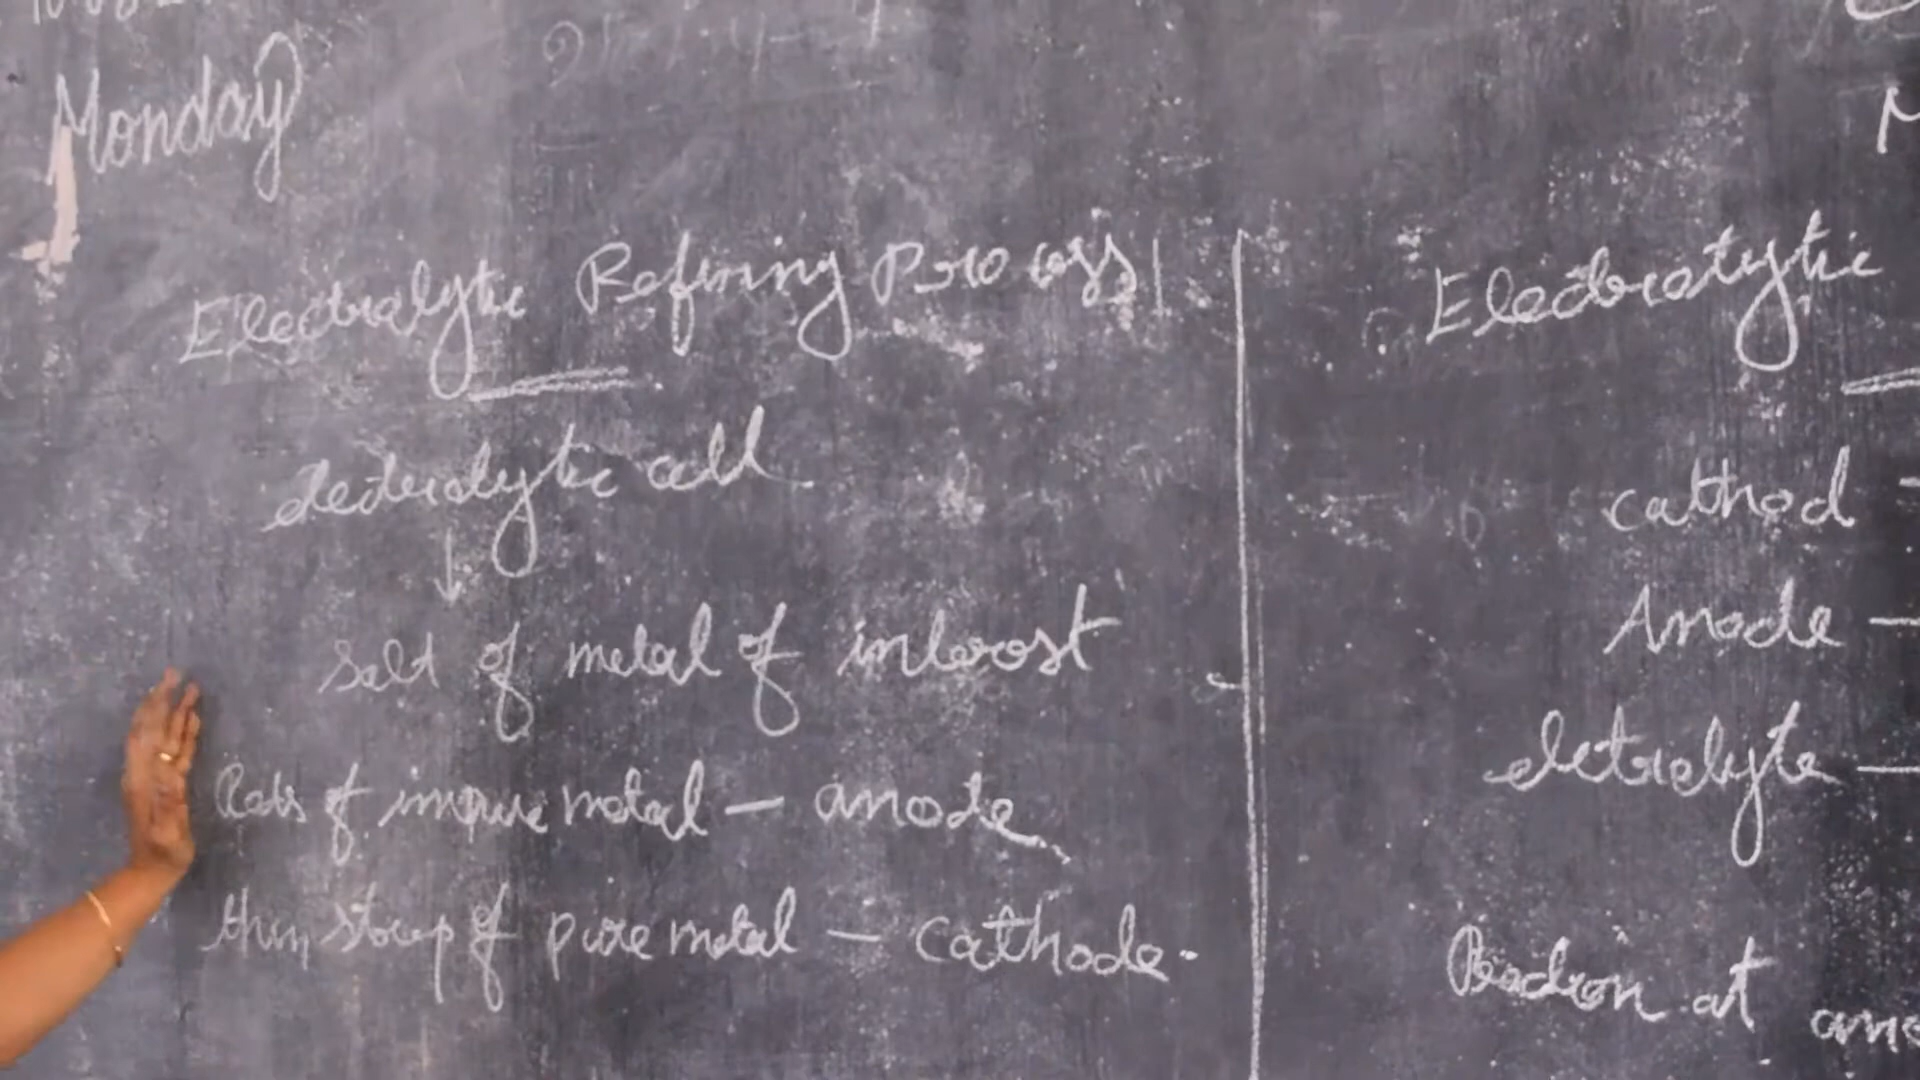 Monday
Electrolytic Refining Process
electrolytic cell
↓
Salt of metal of interest
Rods of impure metal — anode
thin strip of pure metal — cathode.
Electrolytic
cathod -
Anode —
eletrolyte —
Reaction at